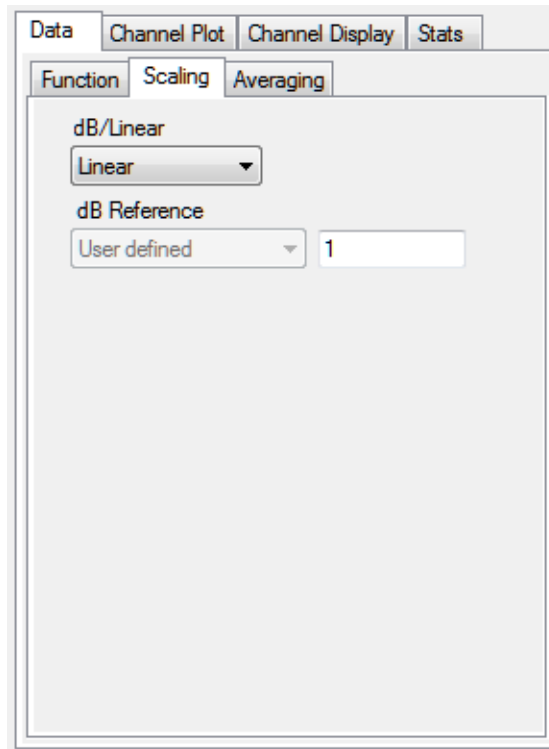 Data Channel Plot Channel Display Stats
Function Scaling Averaging
dB/Linear
Linear
dB Reference
User defined 1